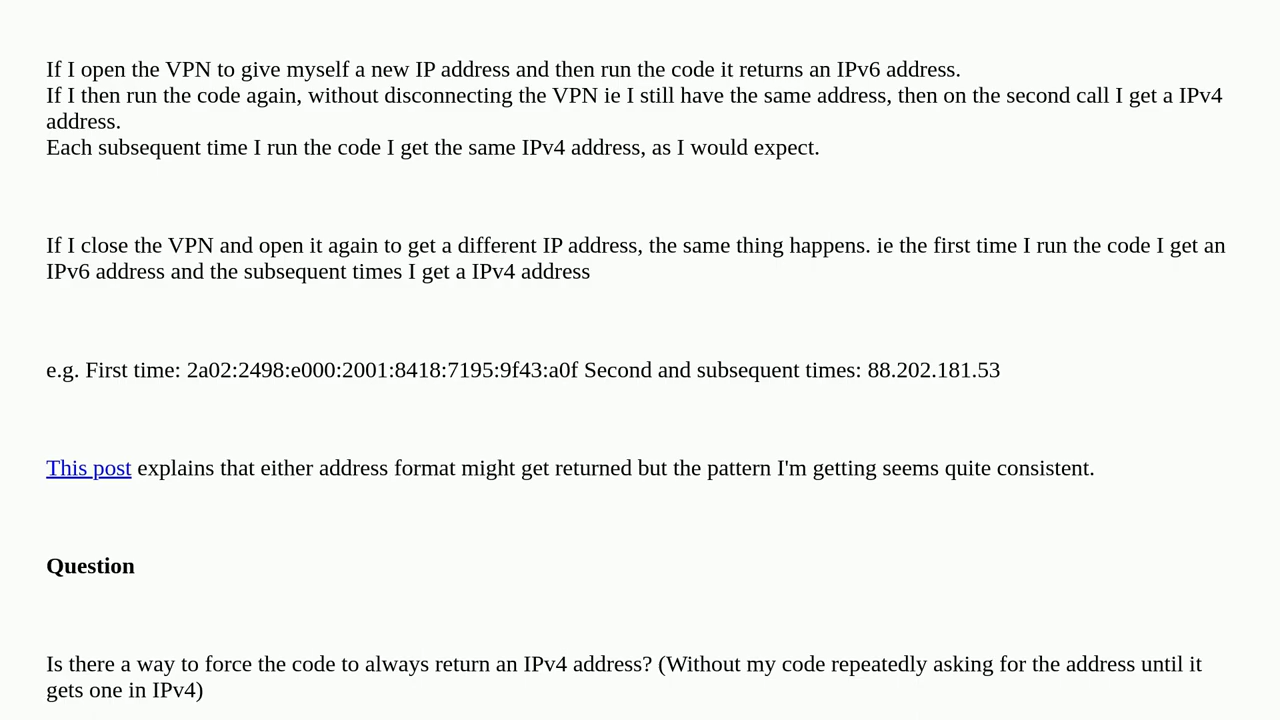 If I open the VPN to give myself a new IP address and then run the code it returns an IPv6 address.
If I then run the code again, without disconnecting the VPN ie I still have the same address, then on the second call I get a IPv4
address.
Each subsequent time I run the code I get the same IPv4 address, as I would expect.
If I close the VPN and open it again to get a different IP address, the same thing happens. ie the first time I run the code I get an
IPv6 address and the subsequent times I get a IPv4 address
e.g. First time: 2a02:2498:e000:2001:8418:7195:9f43:a0f Second and subsequent times: 88.202.181.53
This post explains that either address format might get returned but the pattern I'm getting seems quite consistent.
Question
Is there a way to force the code to always return an IPv4 address? (Without my code repeatedly asking for the address until it
gets one in IPv4)